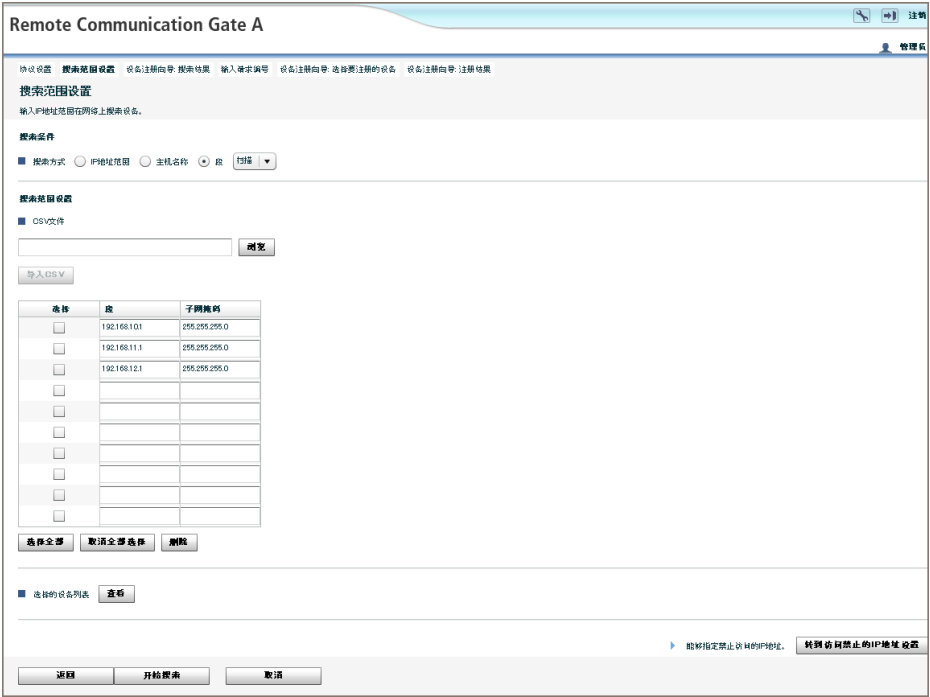 Remote Communication Gate A
注销
管理员
协议设置 搜索范围设置 设备注册向导: 搜索结果 输入请求编号 设备注册向导: 选择要注册的设备 设备注册向导: 注册结果
搜索范围设置
输入IP地址范围在网络上搜索设备。
搜索条件
搜索方式 IP地址范围 主机名称 段 扫描
搜索范围设置
CSV文件
浏览
导入CSV
选择 段 子网掩码
192.168.10.1 255.255.255.0
192.168.11.1 255.255.255.0
192.168.12.1 255.255.255.0
选择全部 取消全部选择 删除
选择的设备列表 查看
能够指定禁止访问的IP地址。 转到访问禁止的IP地址设置
返回 开始搜索 取消